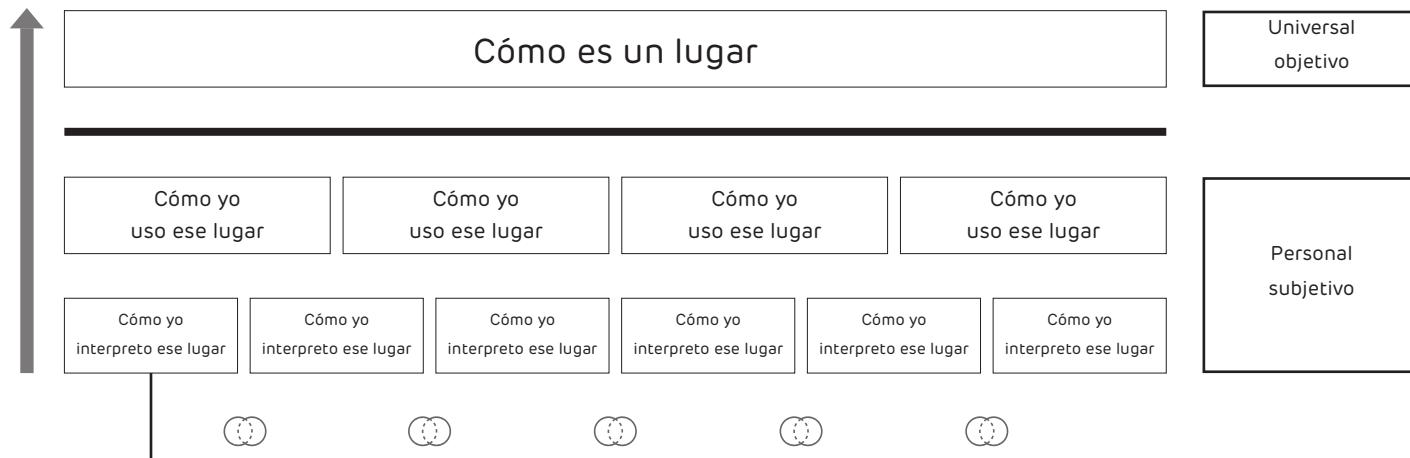 Cómo es un lugar
Universal
objetivo
Cómo yo
uso ese lugar
Cómo yo
uso ese lugar
Cómo yo
uso ese lugar
Cómo yo
uso ese lugar
Personal
subjetivo
Cómo yo
interpreto ese lugar
Cómo yo
interpreto ese lugar
Cómo yo
interpreto ese lugar
Cómo yo
interpreto ese lugar
Cómo yo
interpreto ese lugar
Cómo yo
interpreto ese lugar